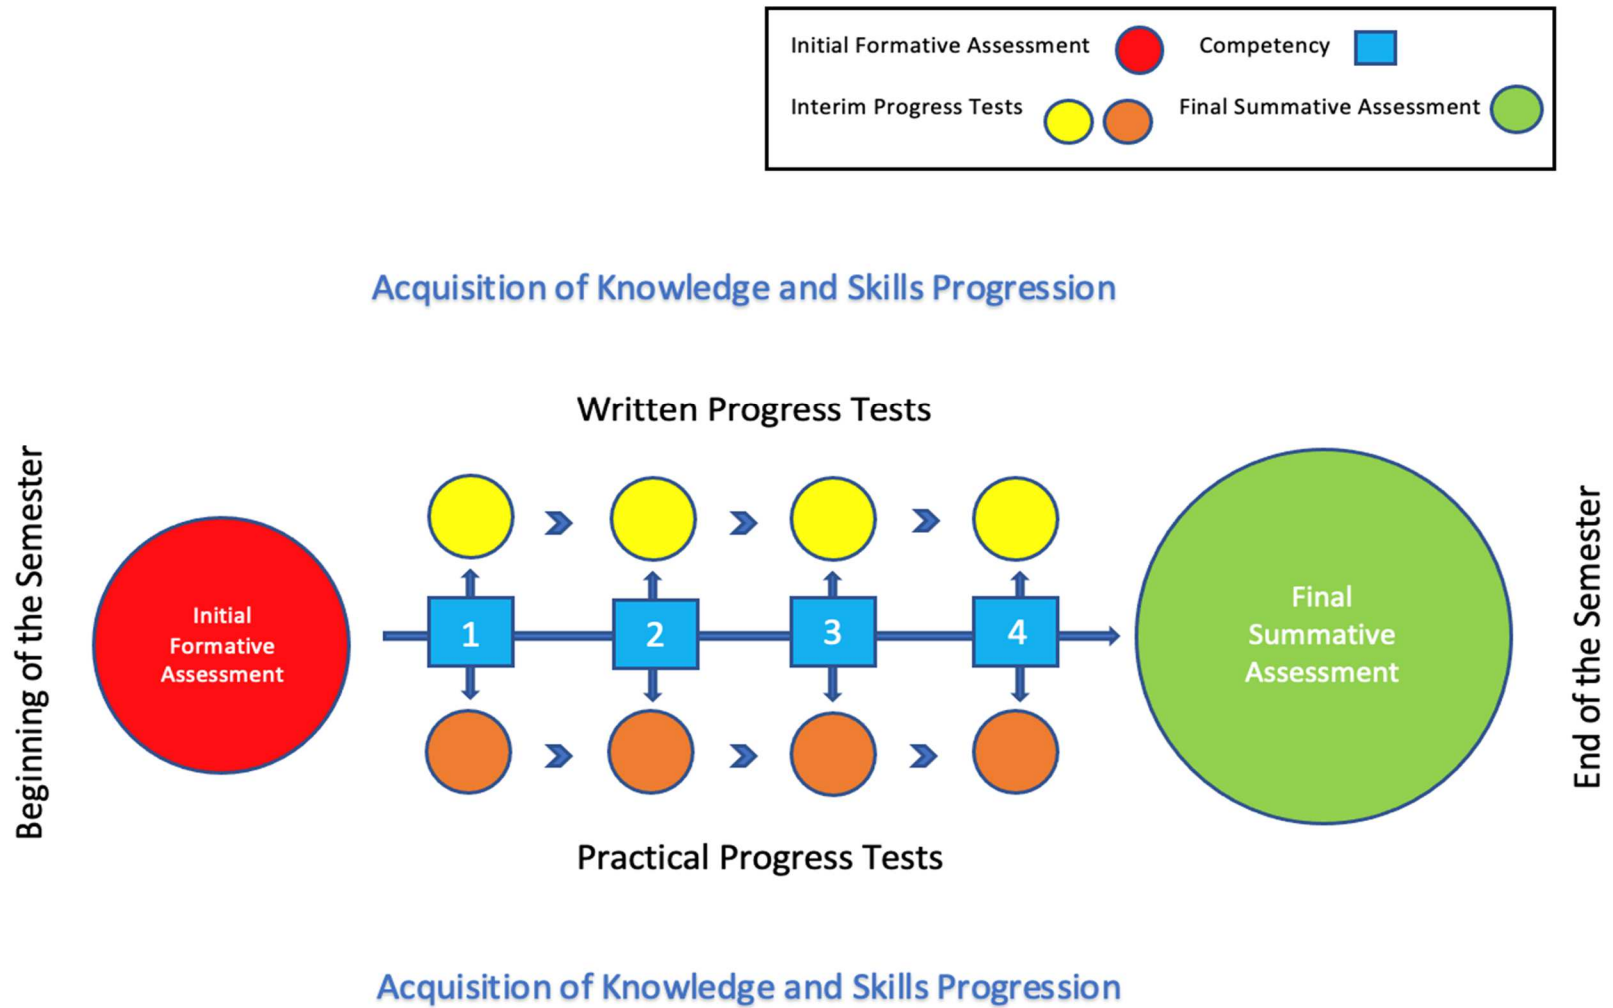 Initial Formative Assessment
Competency
Interim Progress Tests
Final Summative Assessment
Acquisition of Knowledge and Skills Progression
Written Progress Tests
Beginning of the Semester
Initial
Formative
Assessment
1
2
3
4
Final
Summative
Assessment
End of the Semester
Practical Progress Tests
Acquisition of Knowledge and Skills Progression